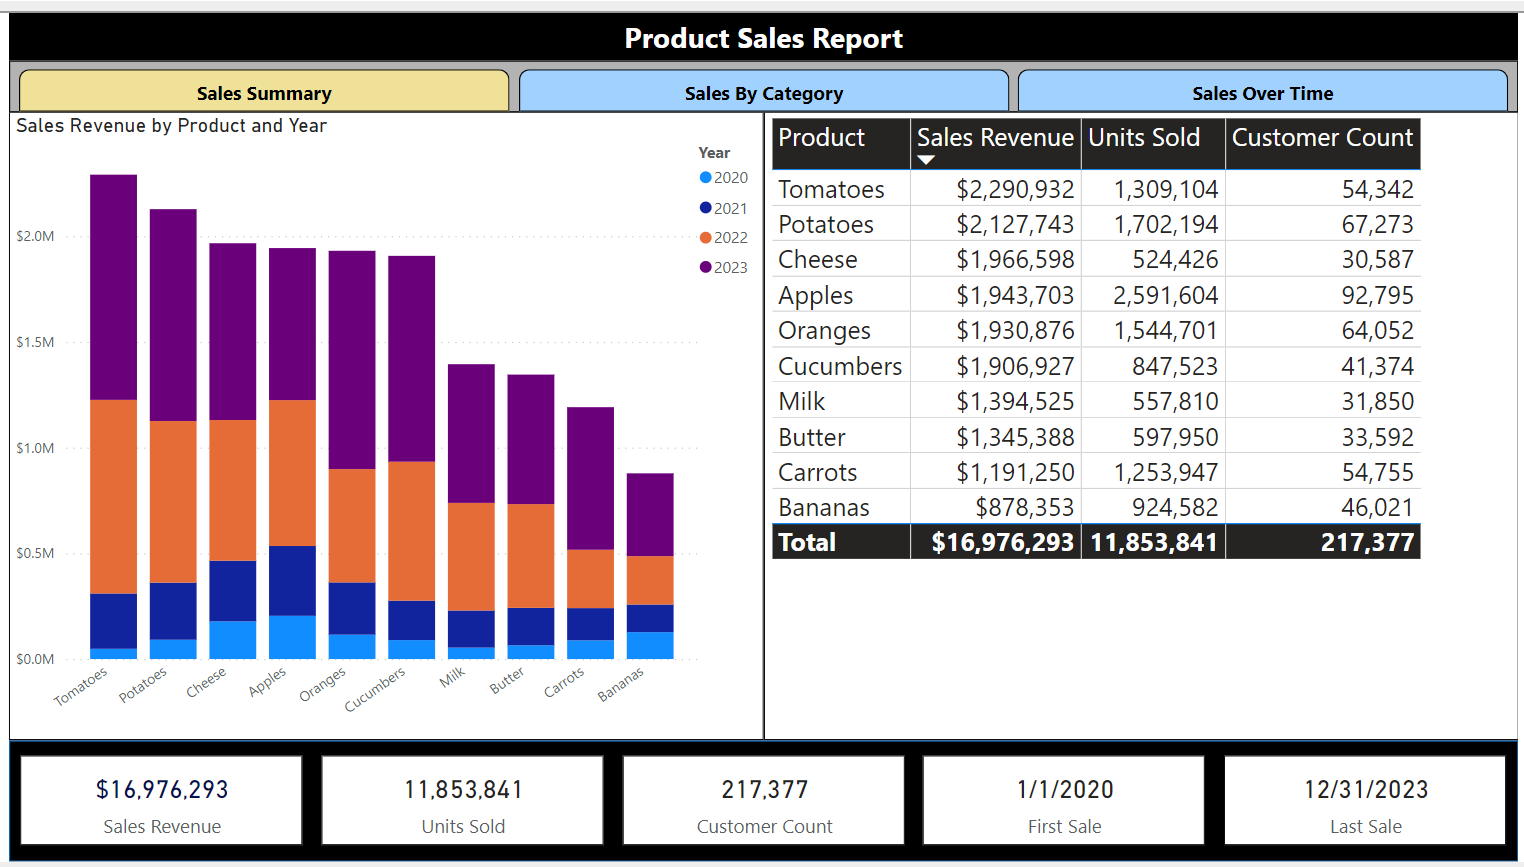 Product Sales Report
Sales Summary
Sales By Category
Sales Over Time
Sales Revenue by Product and Year
Year
2020
2021
2022
2023
$2.0M
$1.5M
$1.0M
$0.5M
$0.0M
Tomatoes
Potatoes
Cheese
Apples
Oranges
Cucumbers
Milk
Butter
Carrots
Bananas
Product Sales Revenue Units Sold Customer Count
Tomatoes $2,290,932 1,309,104 54,342
Potatoes $2,127,743 1,702,194 67,273
Cheese $1,966,598 524,426 30,587
Apples $1,943,703 2,591,604 92,795
Oranges $1,930,876 1,544,701 64,052
Cucumbers $1,906,927 847,523 41,374
Milk $1,394,525 557,810 31,850
Butter $1,345,388 597,950 33,592
Carrots $1,191,250 1,253,947 54,755
Bananas $878,353 924,582 46,021
Total $16,976,293 11,853,841 217,377
$16,976,293
Sales Revenue
11,853,841
Units Sold
217,377
Customer Count
1/1/2020
First Sale
12/31/2023
Last Sale